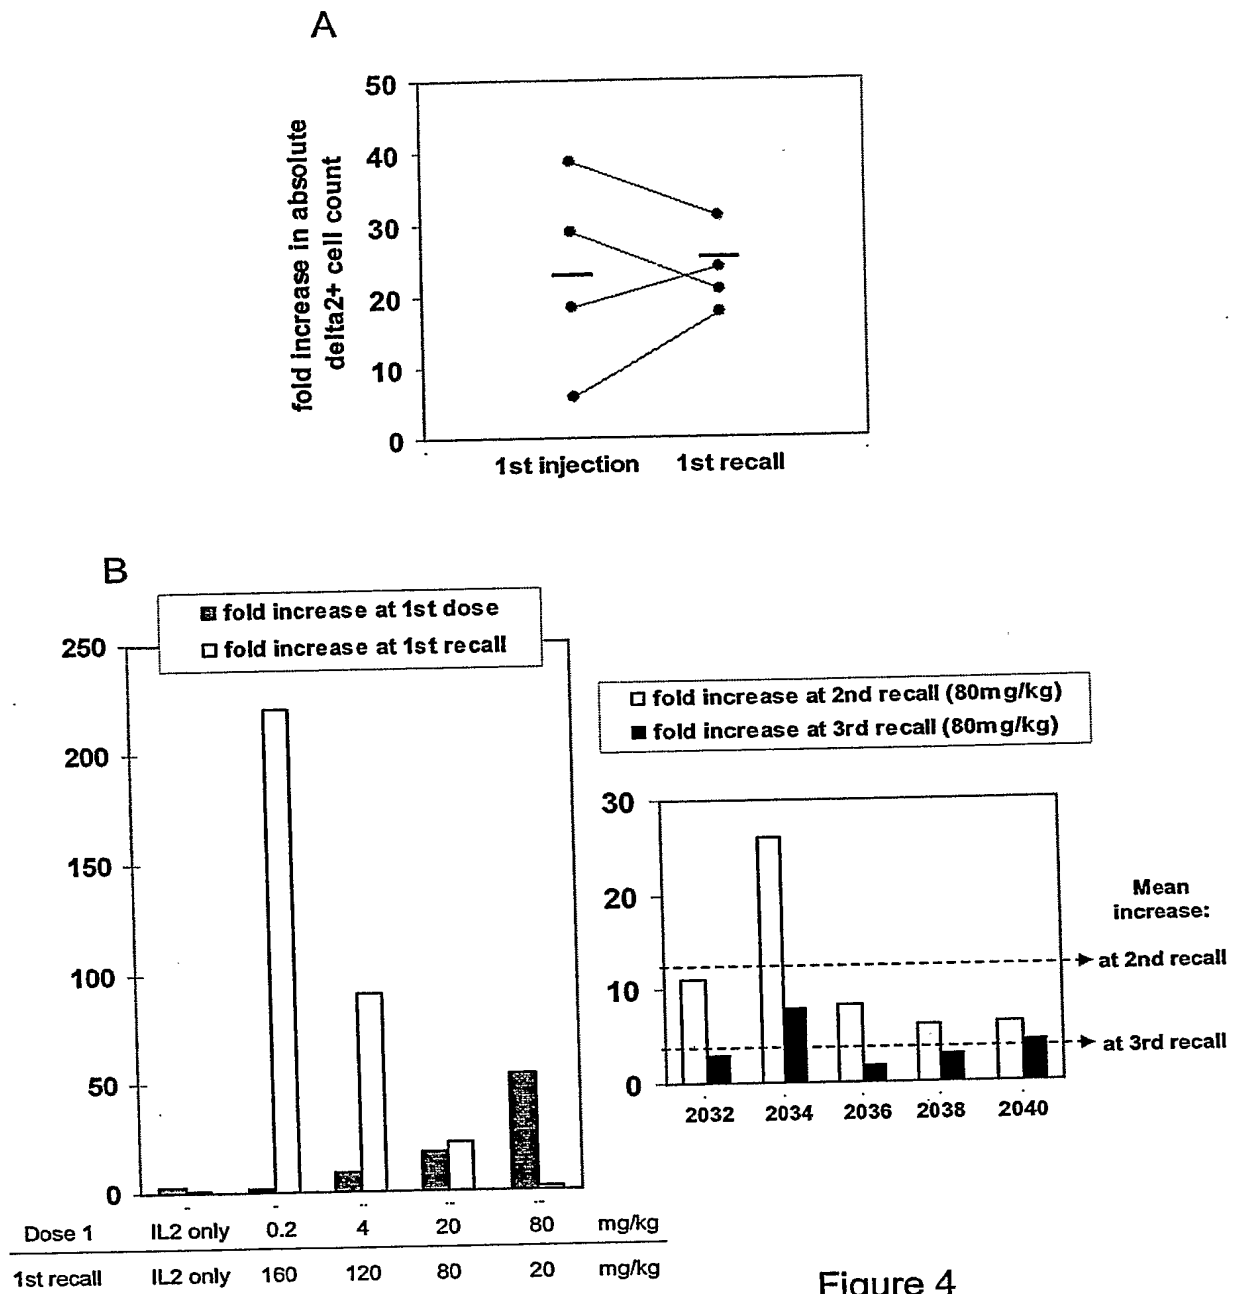 A
50
40
30
20
10
0
fold increase in absolute
delta2+ cell count
1st injection 1st recall
B
fold increase at 1st dose
fold increase at 1st recall
250
200
150
100
50
0
Dose 1 IL2 only 0.2 4 20 80 mg/kg
1st recall IL2 only 160 120 80 20 mg/kg
fold increase at 2nd recall (80mg/kg)
fold increase at 3rd recall (80mg/kg)
30
20
10
0
2032 2034 2036 2038 2040
Mean
increase:
at 2nd recall
at 3rd recall
Figure 4